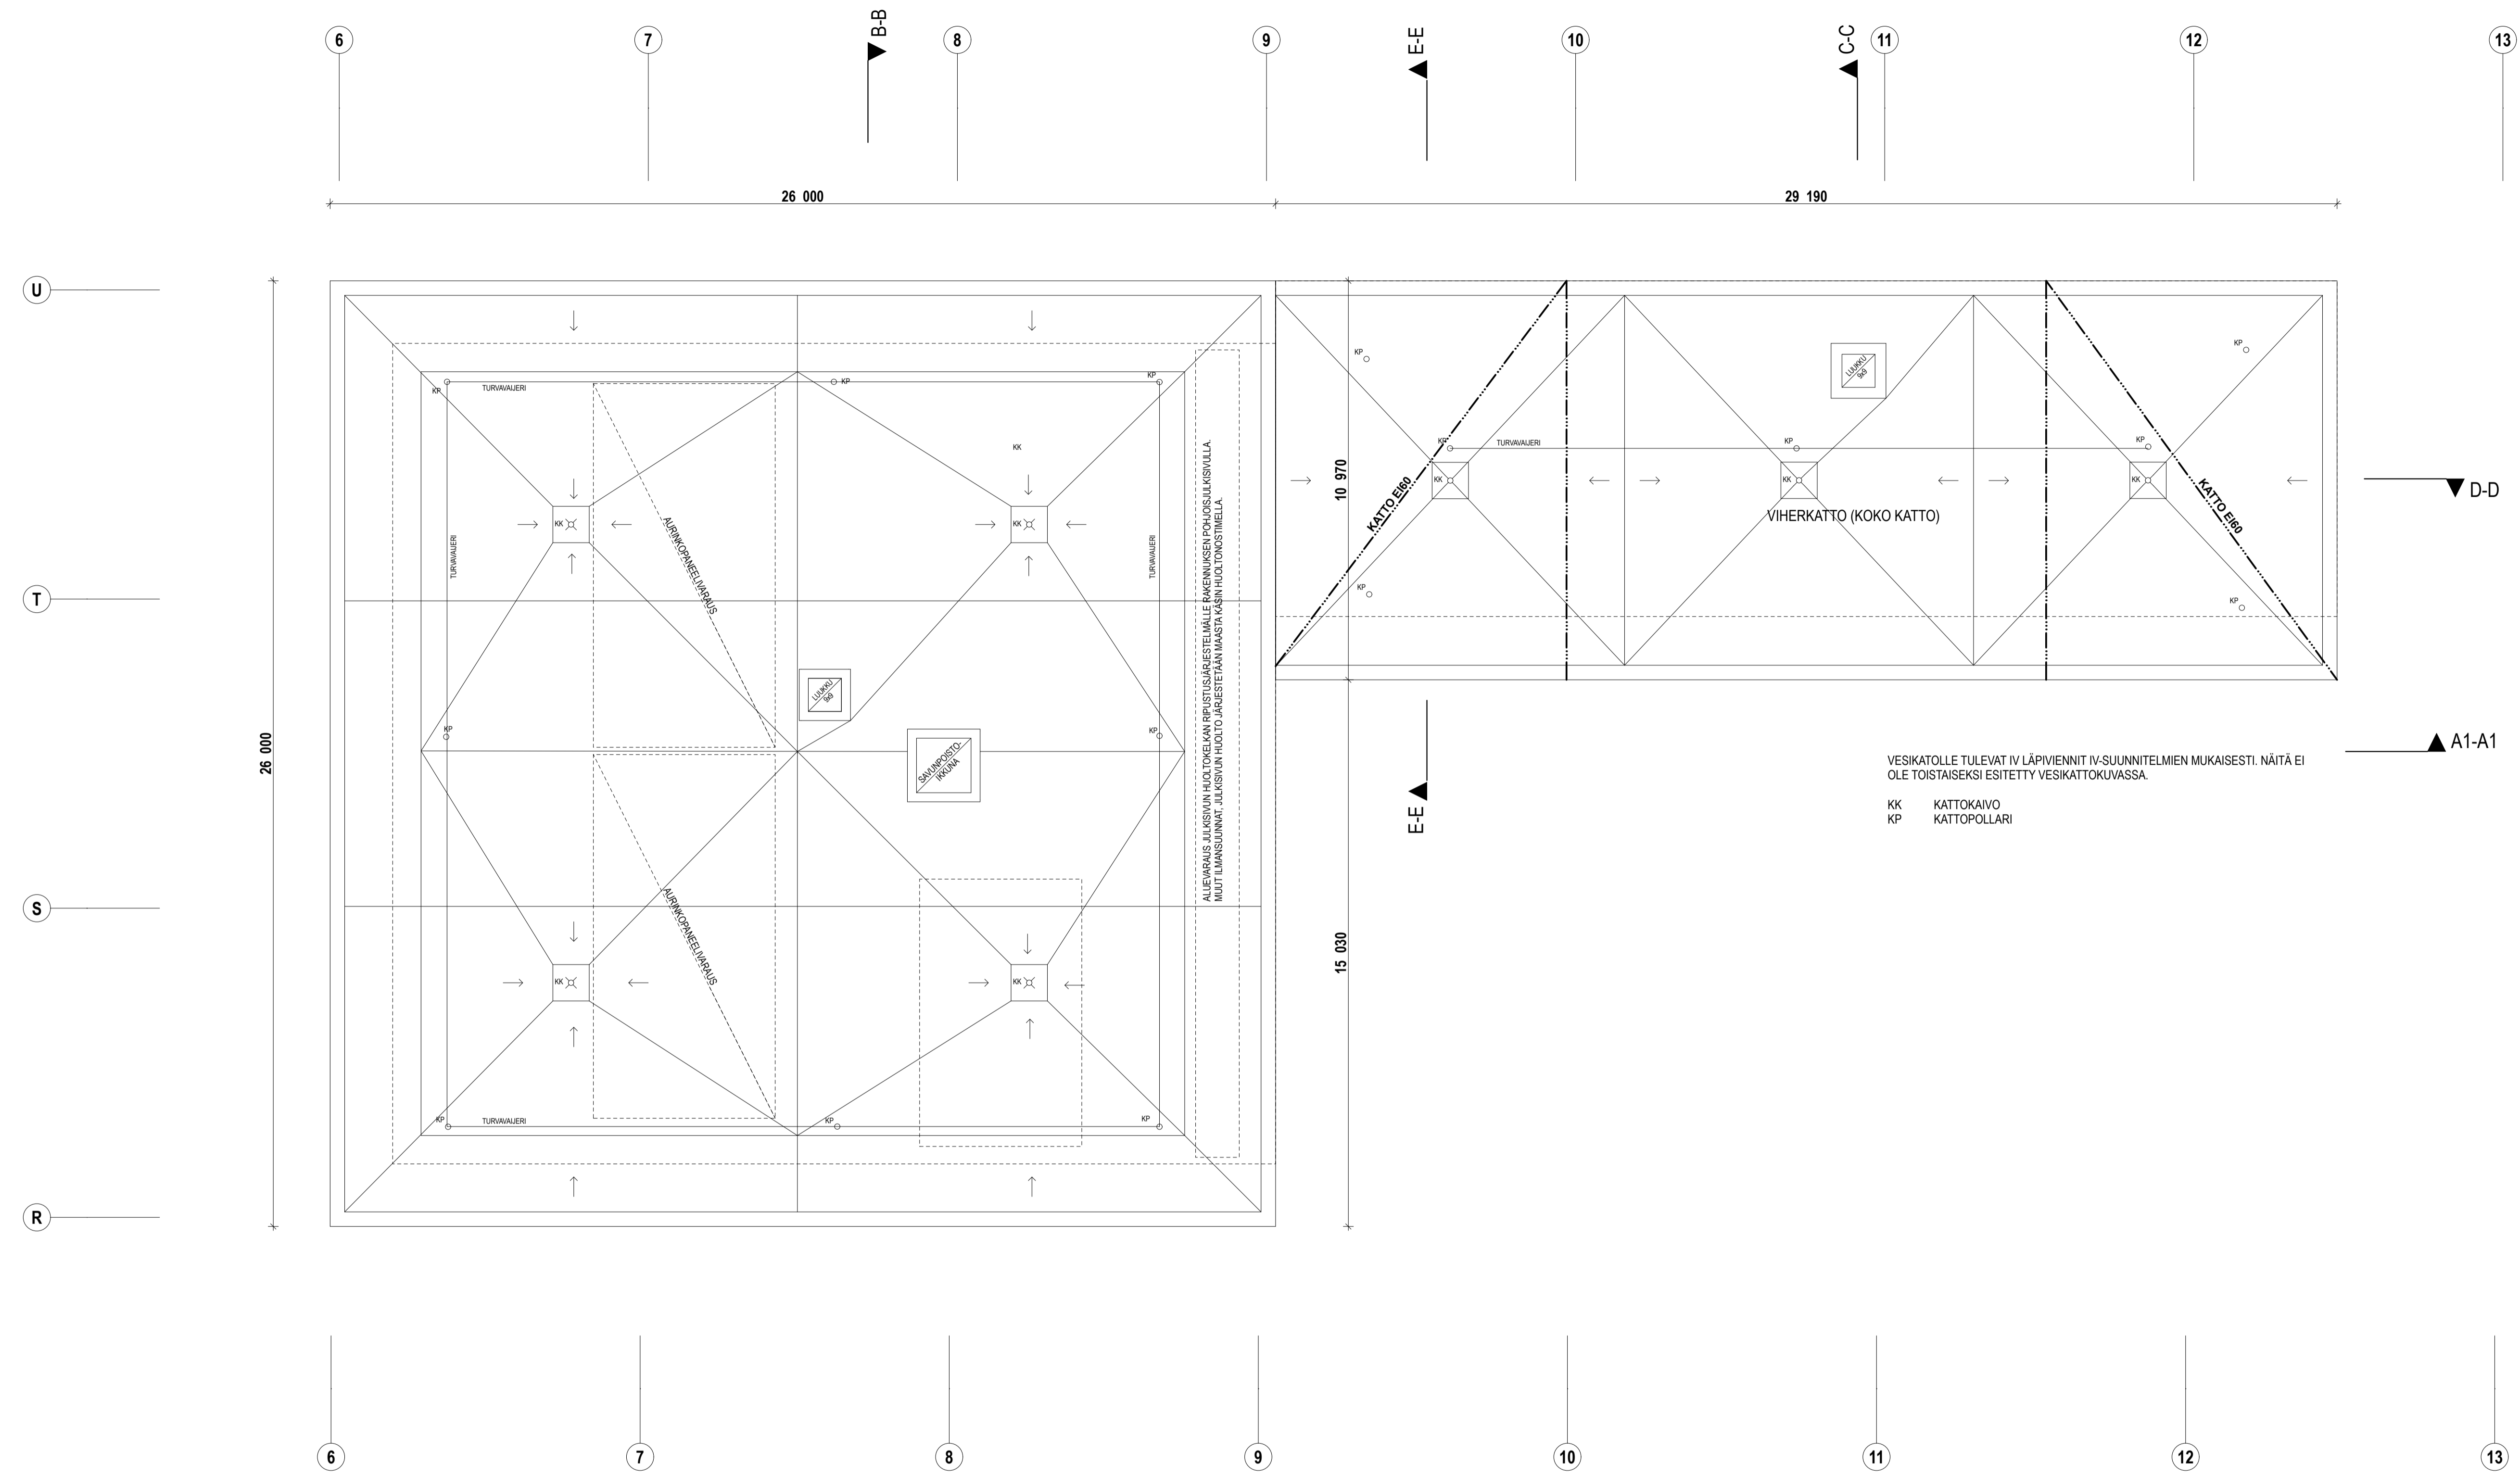 B-B
E-E
C-C
6
7
8
9
10
11
12
13
26 000
29 190
U
T
S
R
26 000
10 970
15 030
KP
TURVAVAIJERI
KP
KP
KK
KK
KK
TURVAVAIJERI
TURVAVAIJERI
AURINKOPANEELIVARAUS
LUUKKU
9x9
KP
KP
SAVUNPOISTO-
IKKUNA
AURINKOPANEELIVARAUS
KK
KK
KP
TURVAVAIJERI
KP
KP
ALUEVARAUS JULKISIVUN HUOLTOKELKAN RIPUSTUSJÄRJESTELMÄLLE RAKENNUKSEN POHJOISJULKISIVULLA.
MUUT ILMANSUUNNAT, JULKISIVUN HUOLTO JÄRJESTETÄÄN MAASTA KÄSIN HUOLTONOSTIMELLA.
KP
LUUKKU
9x9
KP
KP
TURVAVAIJERI
KP
KP
KK
KK
KK
KATTO EI60
KATTO EI60
VIHERKATTO (KOKO KATTO)
KP
KP
D-D
A1-A1
E-E
VESIKATOLLE TULEVAT IV LÄPIVIENNIT IV-SUUNNITELMIEN MUKAISESTI. NÄITÄ EI
OLE TOISTAISEKSI ESITETTY VESIKATTOKUVASSA.
KK KATTOKAIVO
KP KATTOPOLLARI
6
7
8
9
10
11
12
13